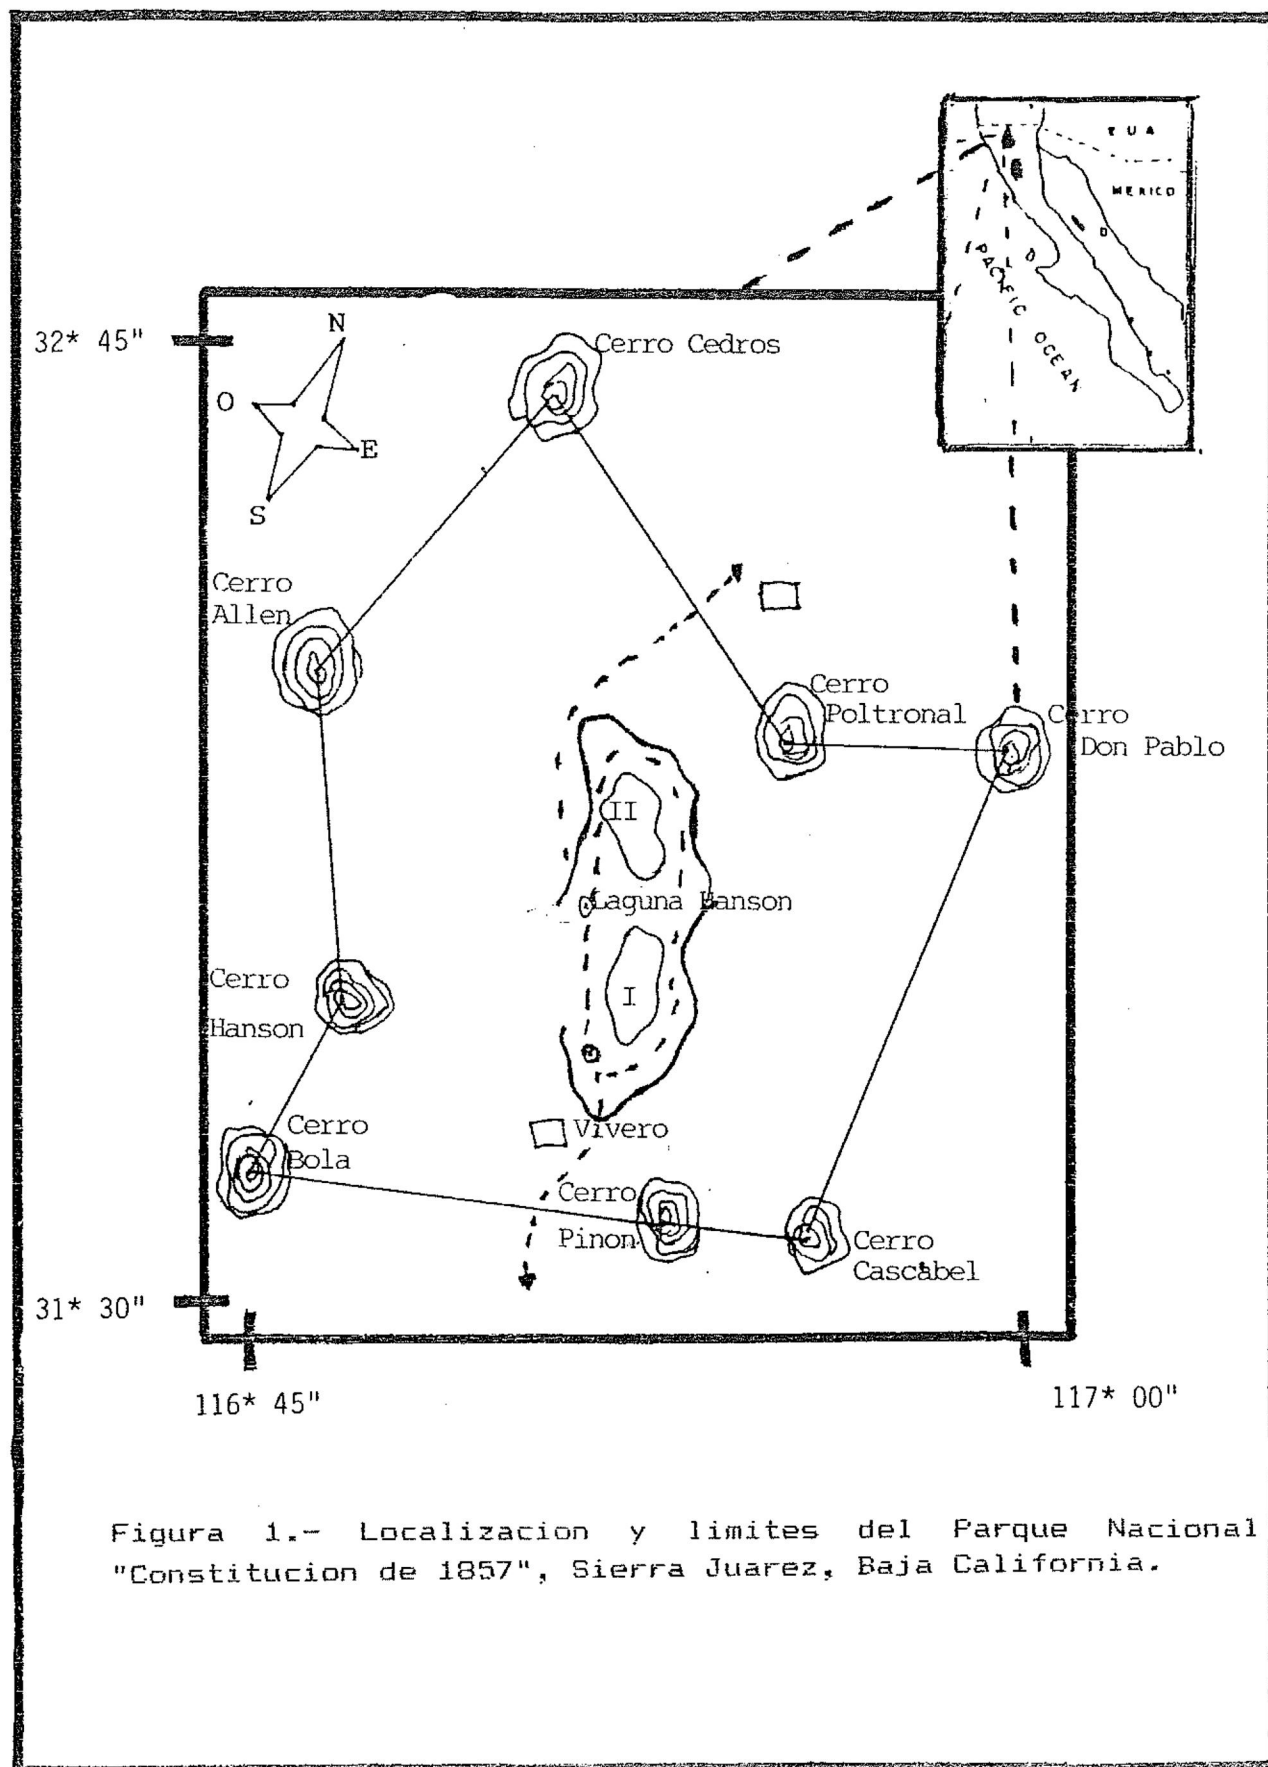 E U A
MEXICO
PACIFIC OCEAN
32* 45"
N
O
E
S
Cerro Cedros
Cerro
Allen
Cerro
Poltronal
Cerro
Don Pablo
II
Laguna Hanson
I
Cerro
Hanson
Cerro
Bola
Vivero
Cerro
Pinon
Cerro
Cascabel
31* 30"
116* 45"
117* 00"
Figura 1.- Localizacion y limites del Parque Nacional
"Constitucion de 1857", Sierra Juarez, Baja California.